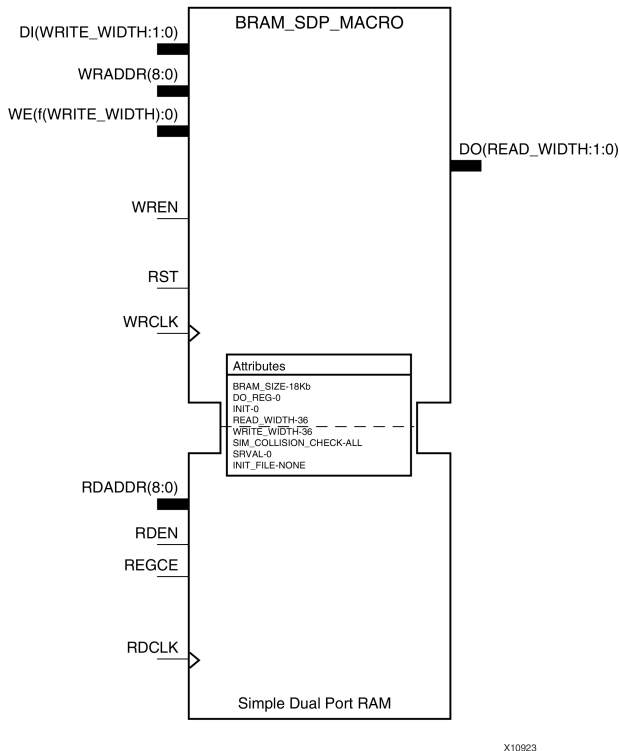 BRAM_SDP_MACRO
DI(WRITE_WIDTH:1:0)
WRADDR(8:0)
WE(f(WRITE_WIDTH):0)
DO(READ_WIDTH:1:0)
WREN
RST
WRCLK
Attributes
BRAM_SIZE-18Kb
DO_REG-0
INIT-0
READ_WIDTH-36
WRITE_WIDTH-36
SIM_COLLISION_CHECK-ALL
SRVAL-0
INIT_FILE-NONE
RDADDR(8:0)
RDEN
REGCE
RDCLK
Simple Dual Port RAM
X10923